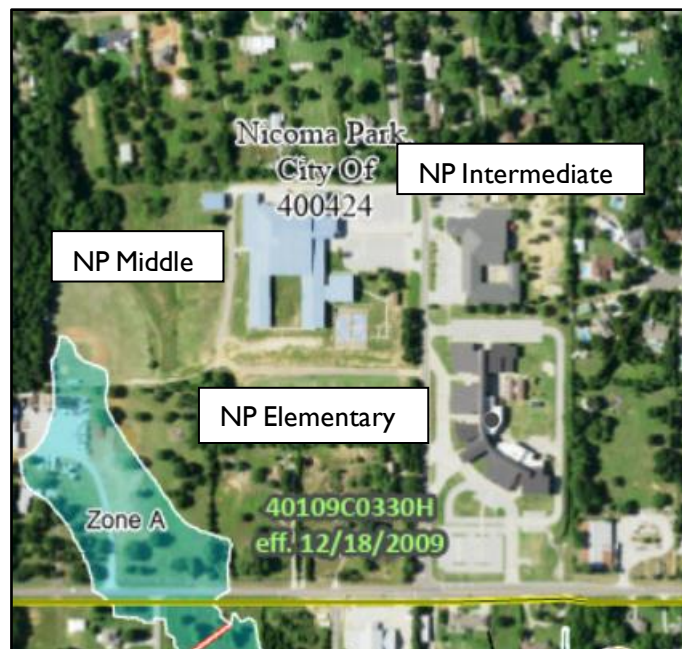 Nicoma Park,
City Of
400424
NP Intermediate
NP Middle
NP Elementary
Zone A
40109C0330H
eff. 12/18/2009